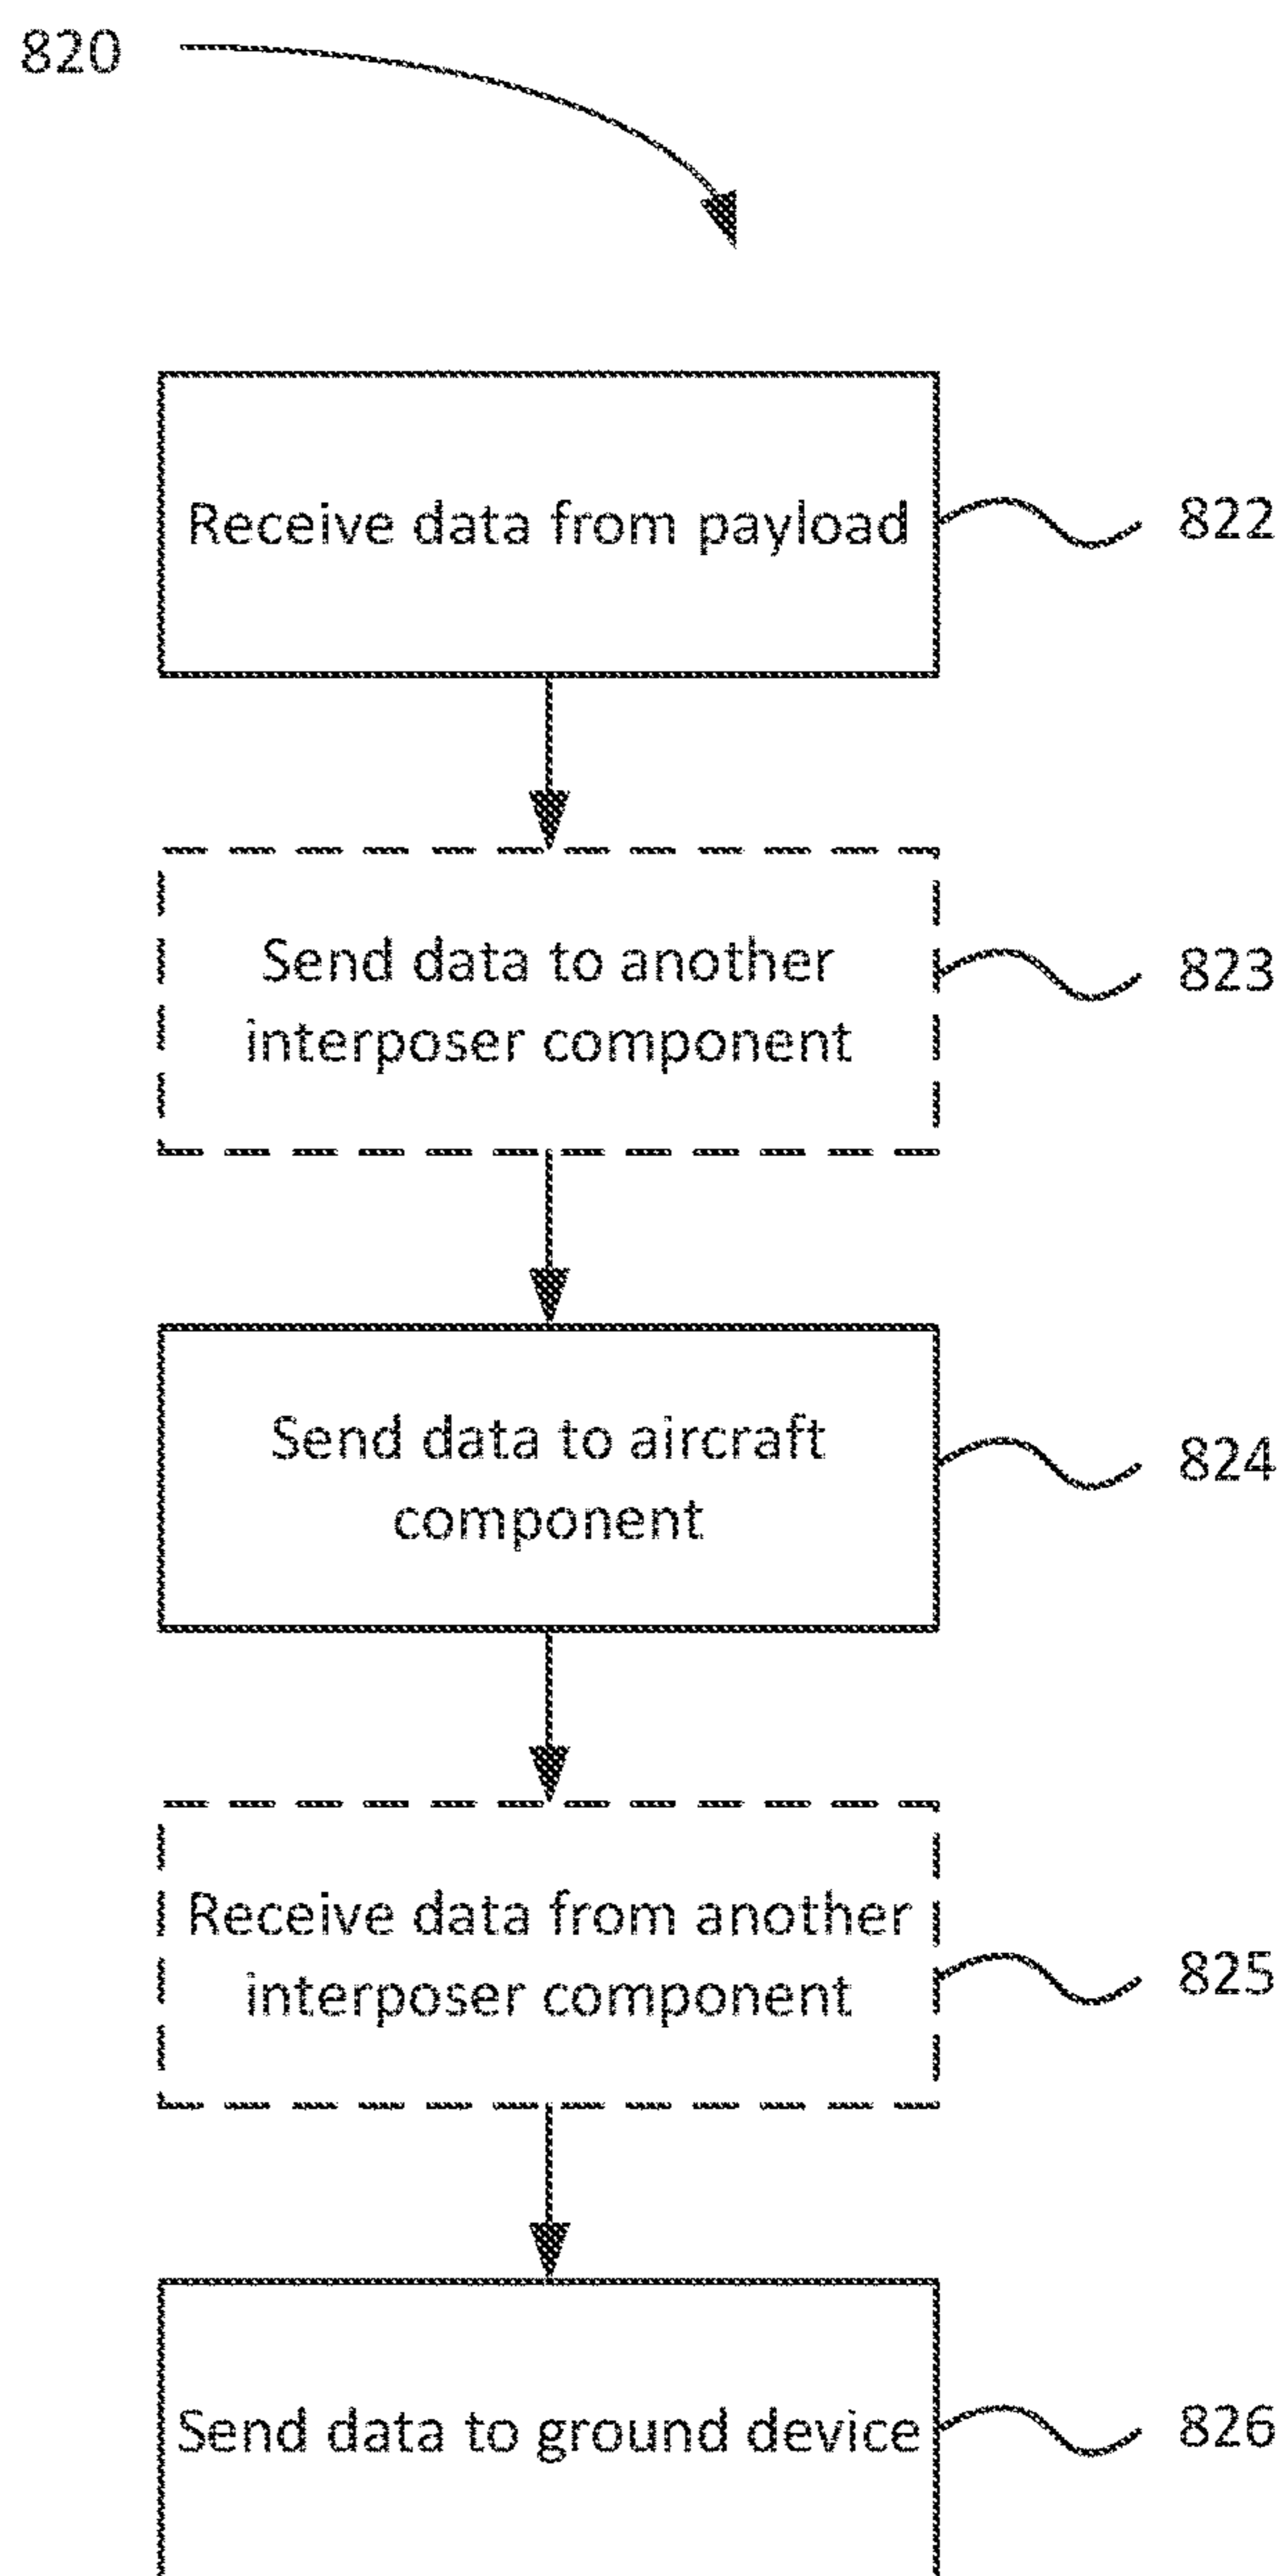 820
Receive data from payload
822
Send data to another
interposer component
823
Send data to aircraft
component
824
Receive data from another
interposer component
825
Send data to ground device
826